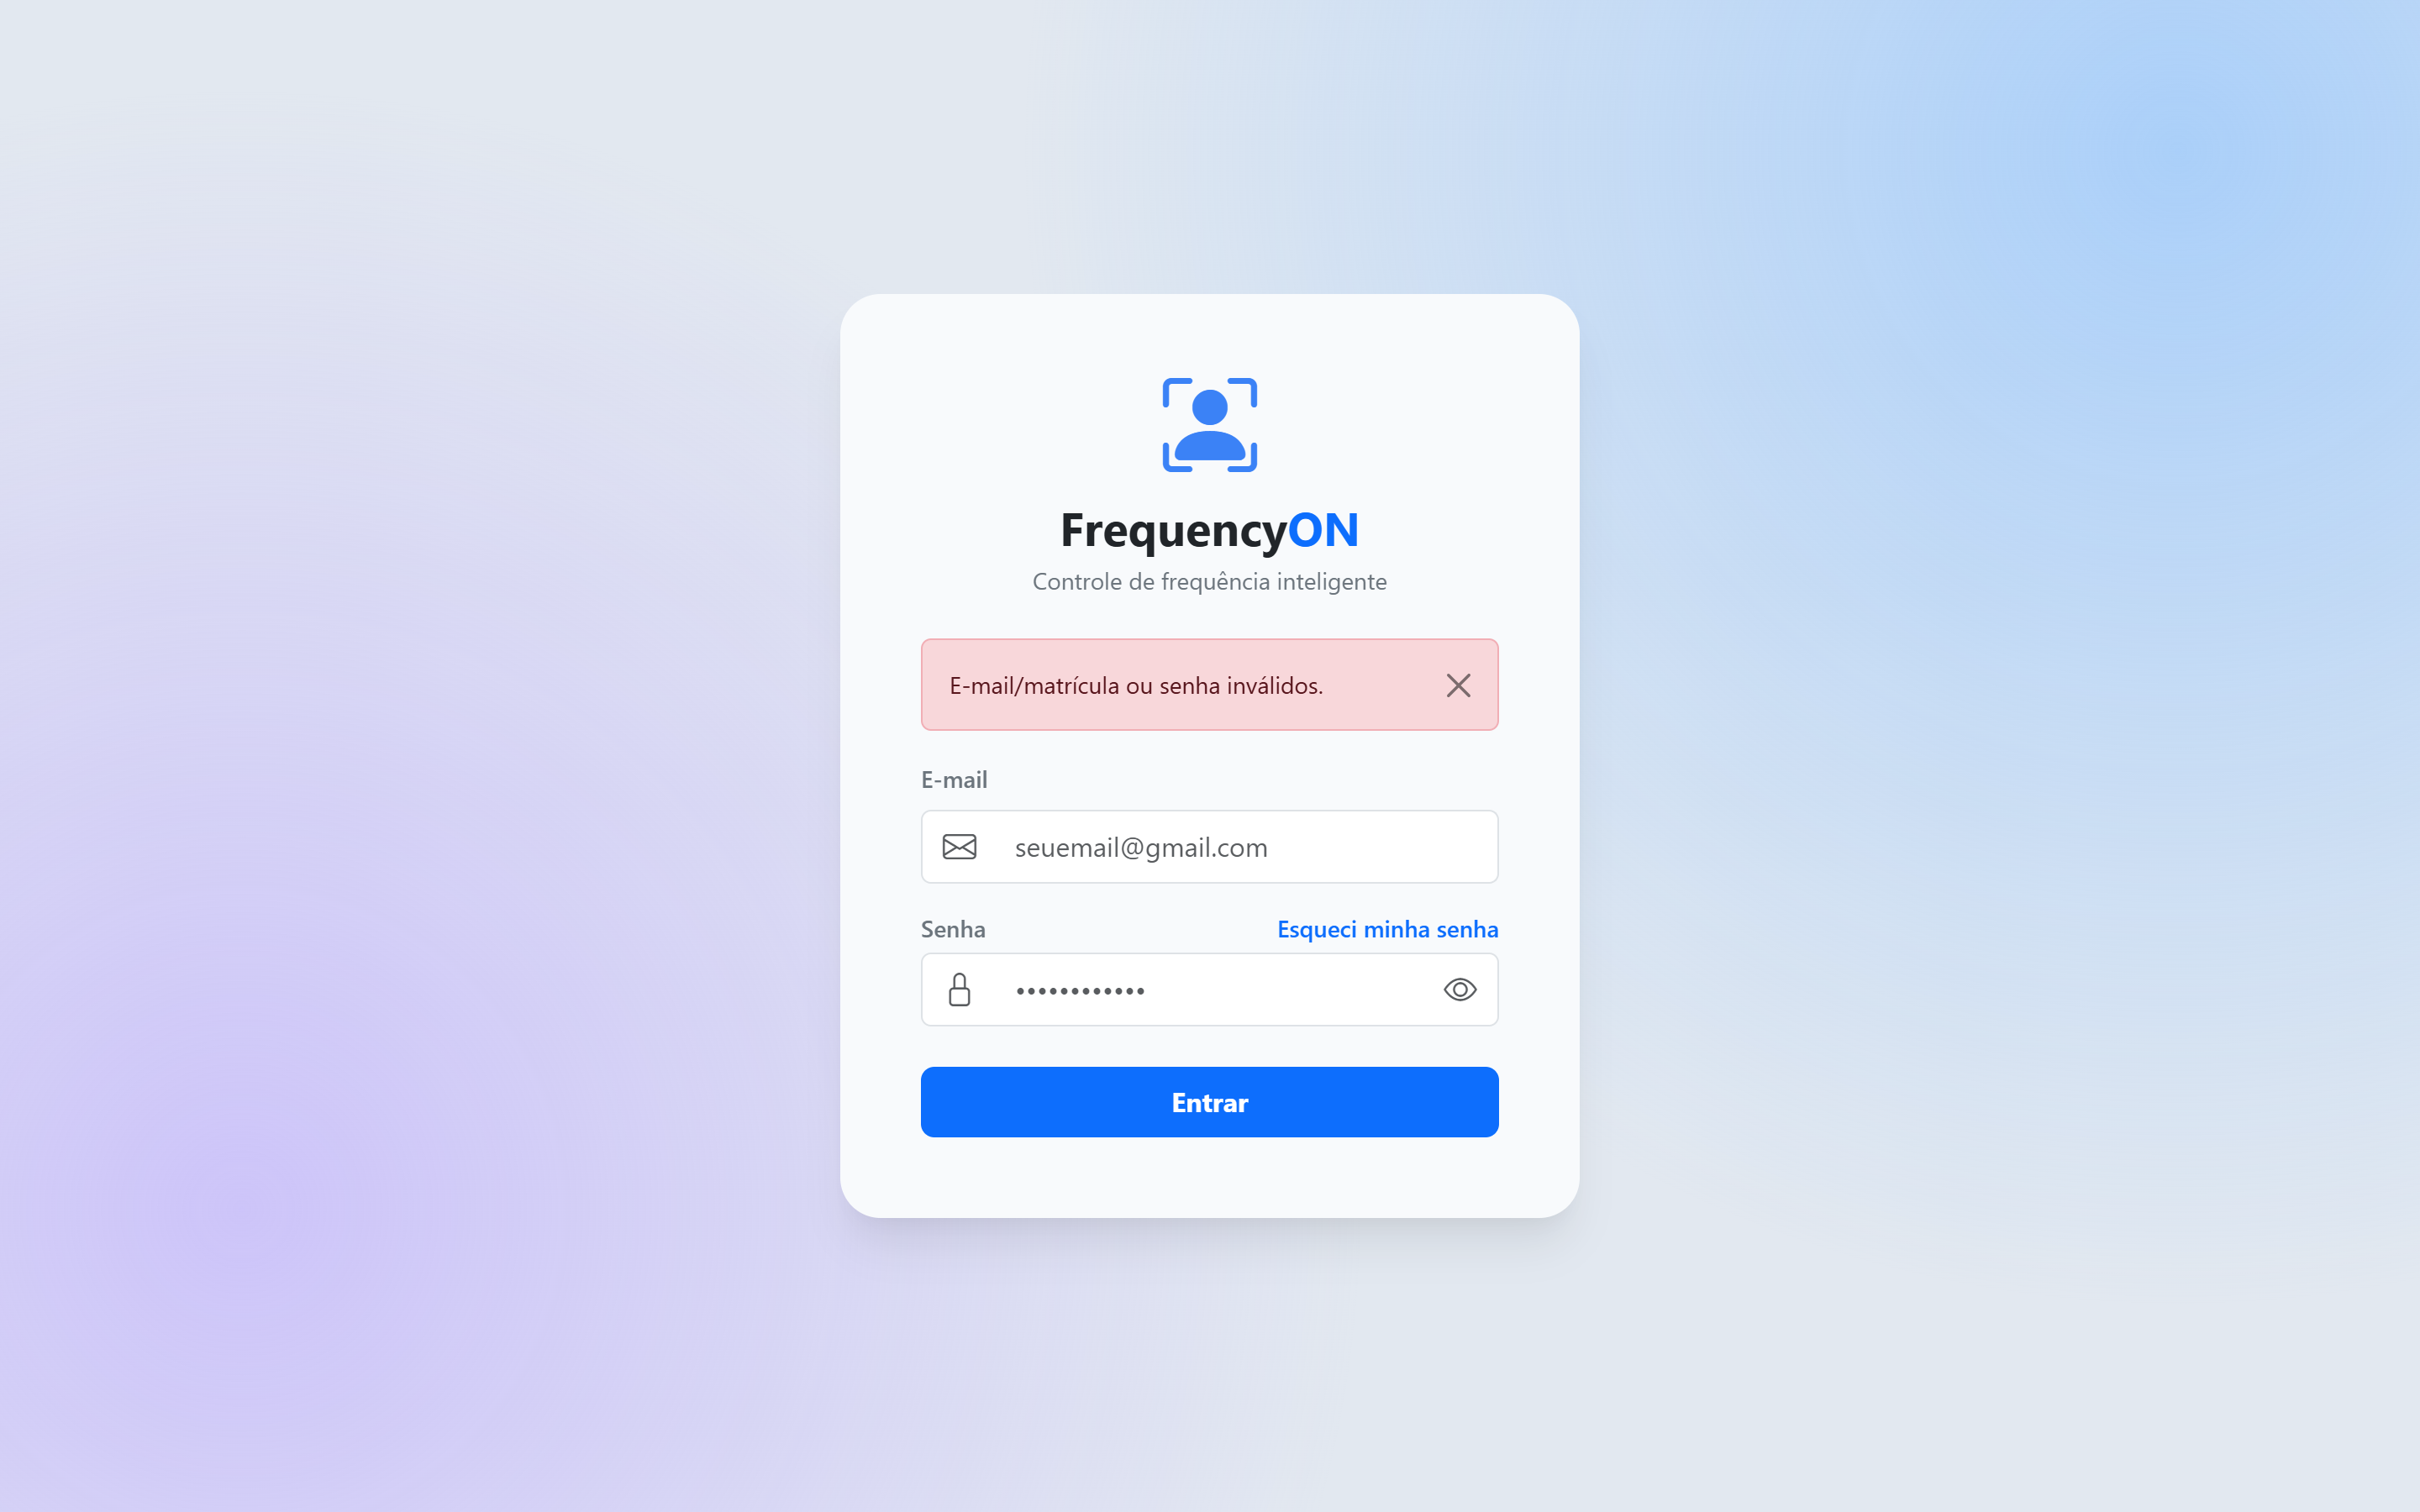 FrequencyON
Controle de frequência inteligente
E-mail/matrícula ou senha inválidos.
E-mail
seuemail@gmail.com
Senha Esqueci minha senha
••••••••••••
Entrar